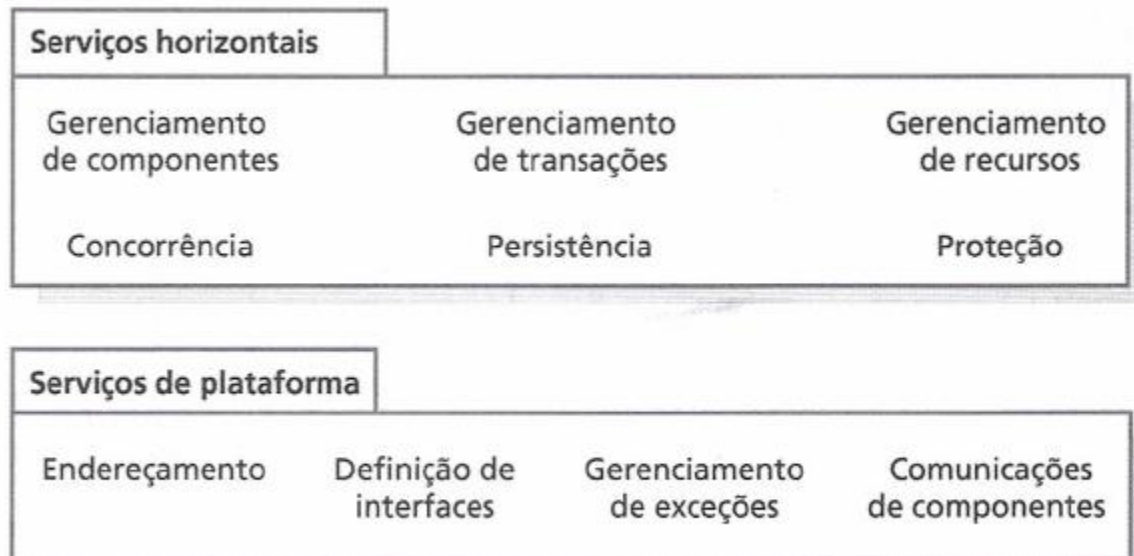 Serviços horizontais
Gerenciamento
de componentes
Gerenciamento
de transações
Gerenciamento
de recursos
Concorrência
Persistência
Proteção
Serviços de plataforma
Endereçamento
Definição de
interfaces
Gerenciamento
de exceções
Comunicações
de componentes